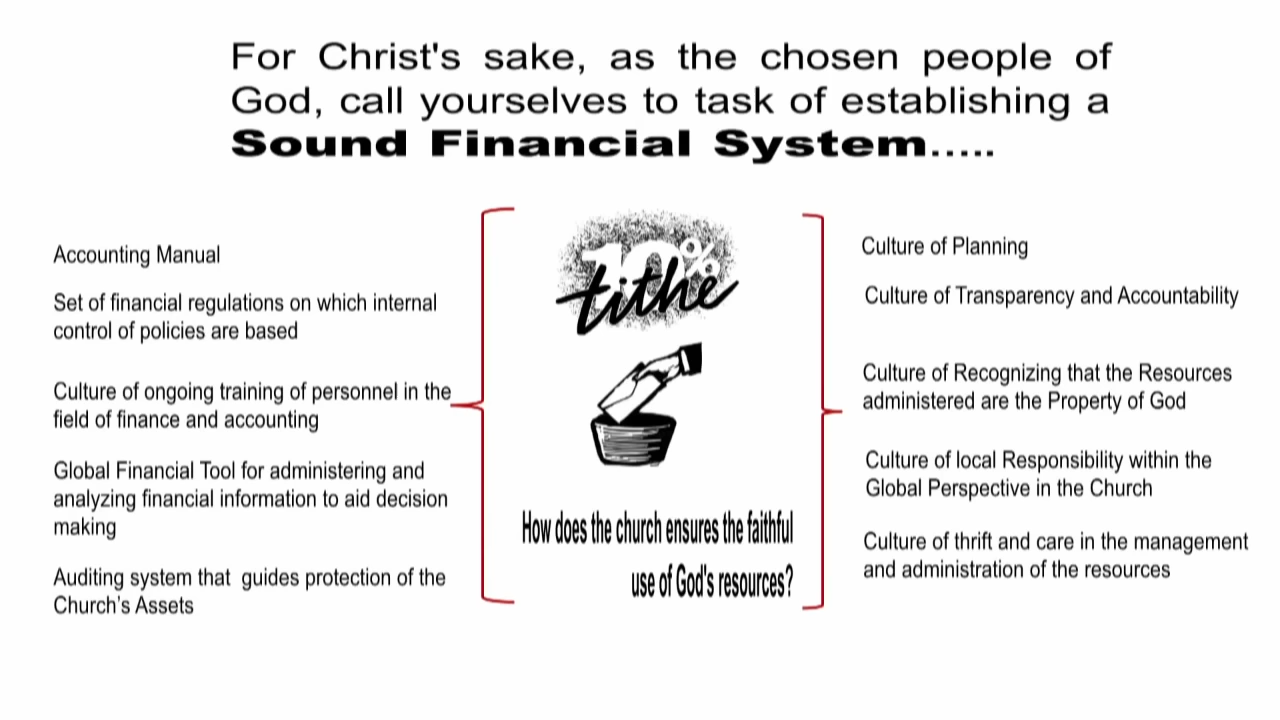 For Christ's sake, as the chosen people of
God, call yourselves to task of establishing a
Sound Financial System.....
Accounting Manual
Set of financial regulations on which internal
control of policies are based
Culture of ongoing training of personnel in the
field of finance and accounting
Global Financial Tool for administering and
analyzing financial information to aid decision
making
Auditing system that  guides protection of the
Church's Assets
10%
tithe
How does the church ensures the faithful
use of God's resources?
Culture of Planning
Culture of Transparency and Accountability
Culture of Recognizing that the Resources
administered are the Property of God
Culture of local Responsibility within the
Global Perspective in the Church
Culture of thrift and care in the management
and administration of the resources